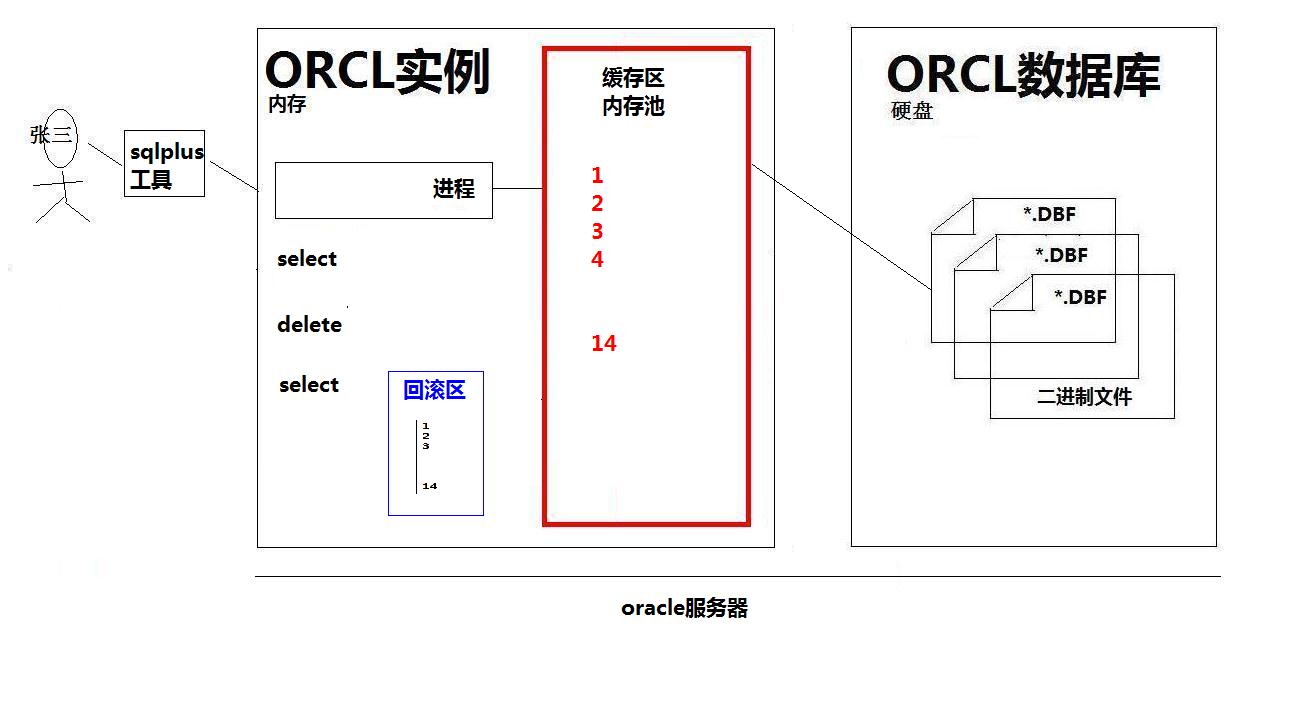 张三
sqlplus
工具
ORCL实例
内存
进程
select
delete
select
回滚区
1
2
3
14
缓存区
内存池
1
2
3
4
14
ORCL数据库
硬盘
*.DBF
*.DBF
*.DBF
二进制文件
oracle服务器